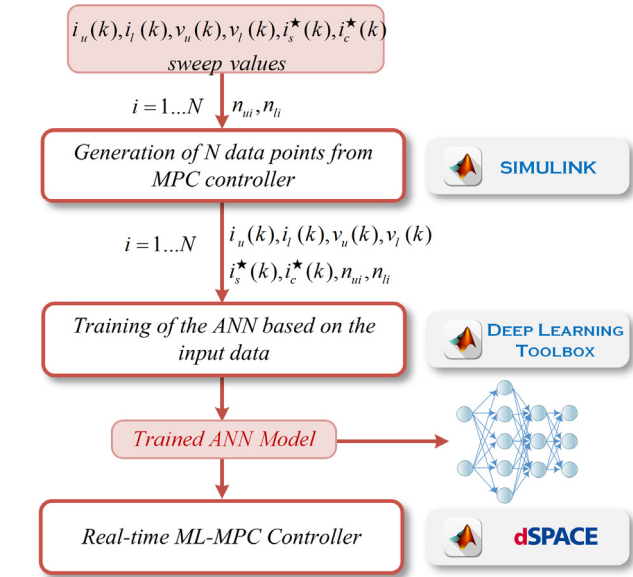 i_u(k), i_l(k), v_u(k), v_l(k), i_s^★(k), i_c^★(k)
sweep values
i = 1...N n_ui, n_li
Generation of N data points from
MPC controller
SIMULINK
i = 1...N
i_u(k), i_l(k), v_u(k), v_l(k)
i_s^★(k), i_c^★(k), n_ui, n_li
Training of the ANN based on the
input data
DEEP LEARNING
TOOLBOX
Trained ANN Model
Real-time ML-MPC Controller
dSPACE